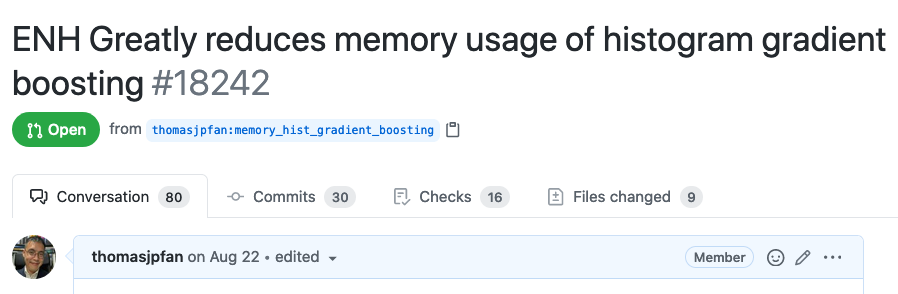 ENH Greatly reduces memory usage of histogram gradient
boosting #18242
Open from thomasjpfan:memory_hist_gradient_boosting
Conversation 80 Commits 30 Checks 16 Files changed 9
thomasjpfan on Aug 22 • edited Member